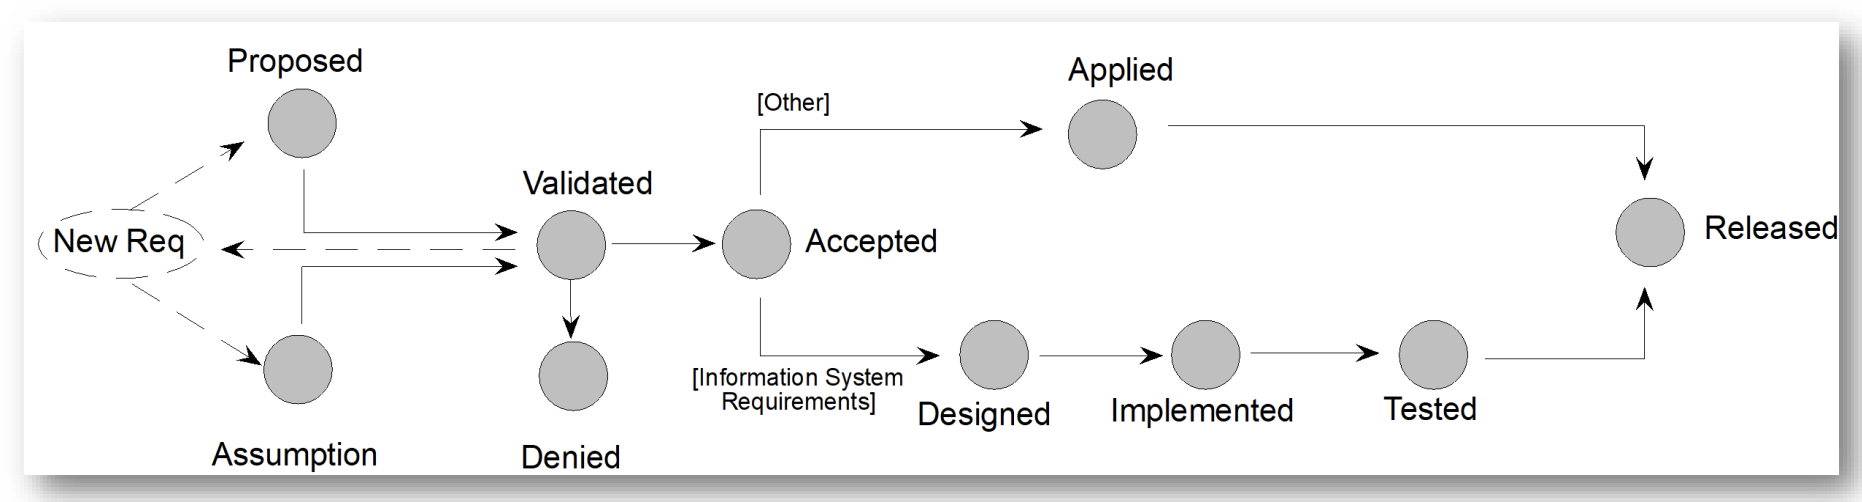 Proposed
Applied
[Other]
Validated
New Req
Accepted
Released
[Information System
Requirements]
Designed
Implemented
Tested
Assumption
Denied